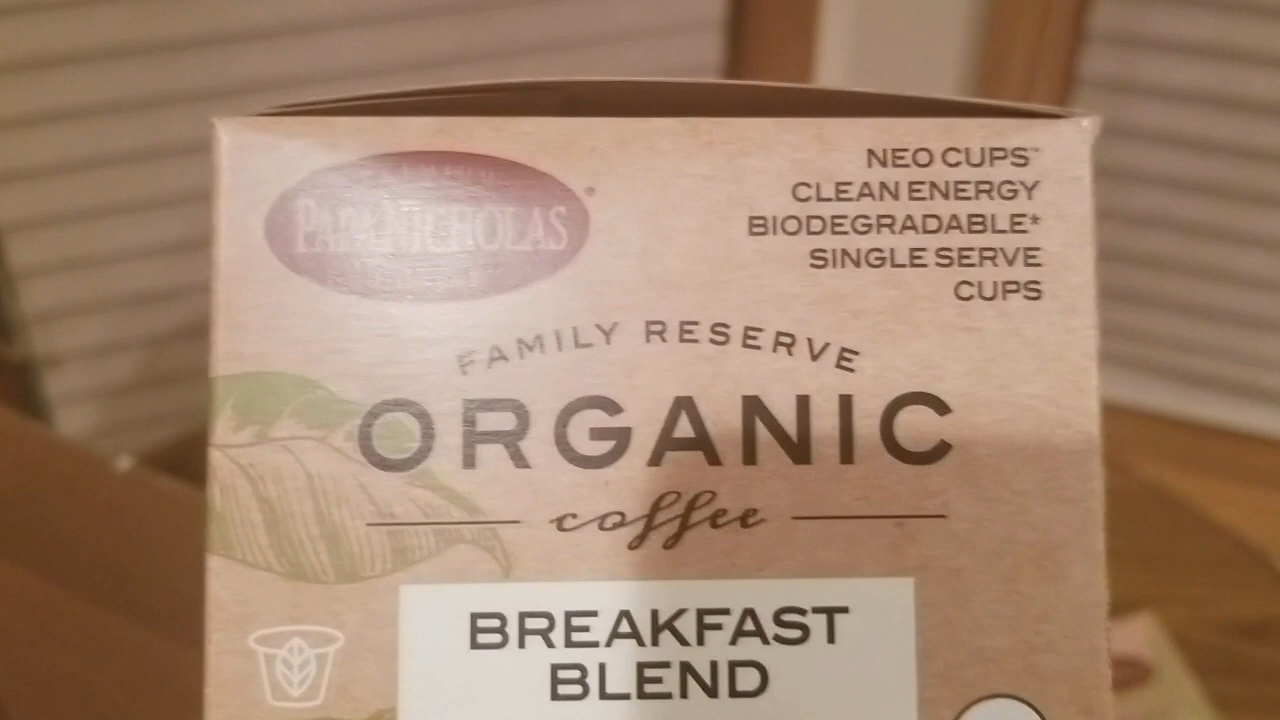 PAPANICHOLAS
NEO CUPS™
CLEAN ENERGY
BIODEGRADABLE*
SINGLE SERVE
CUPS
FAMILY RESERVE
ORGANIC
coffee
BREAKFAST
BLEND